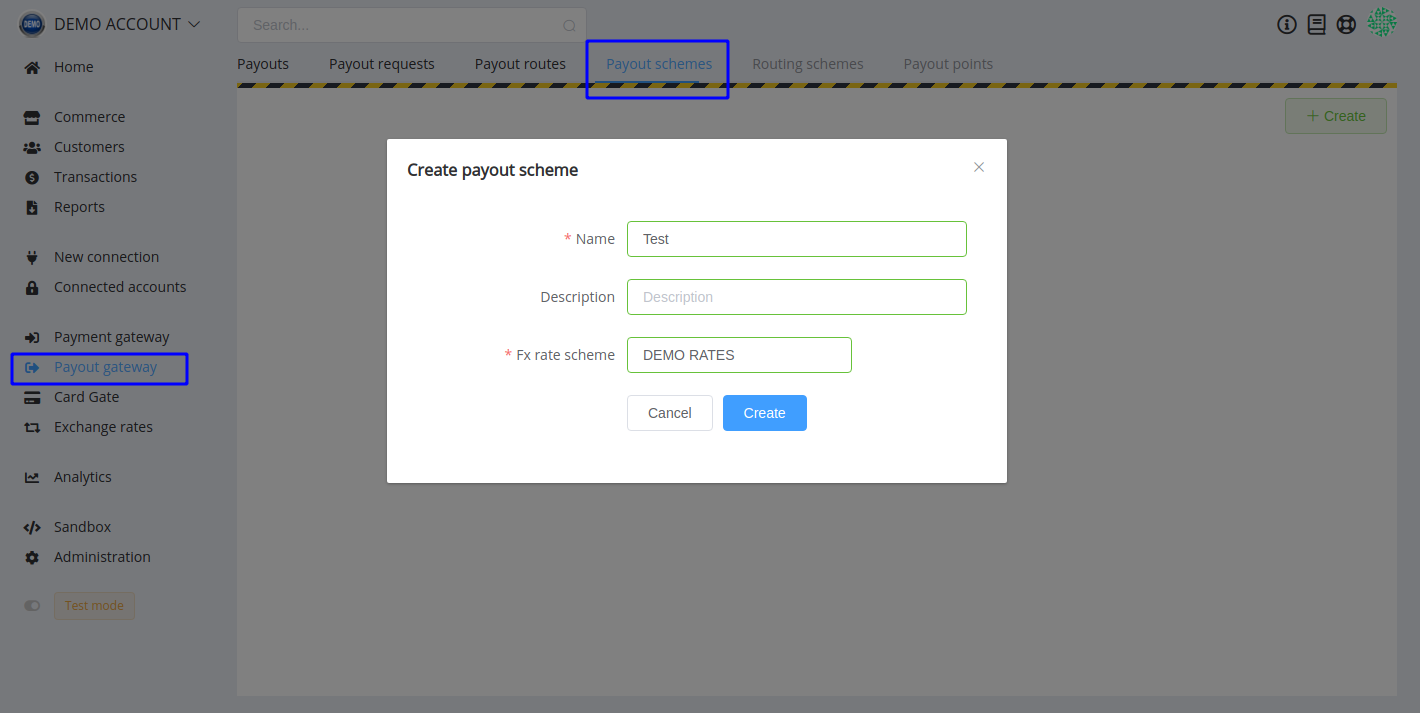 DEMO
DEMO ACCOUNT
Search...
Home
Commerce
Customers
Transactions
Reports
New connection
Connected accounts
Payment gateway
Payout gateway
Card Gate
Exchange rates
Analytics
Sandbox
Administration
Test mode
Payouts
Payout requests
Payout routes
Payout schemes
Routing schemes
Payout points
+ Create
Create payout scheme
* Name
Test
Description
Description
* Fx rate scheme
DEMO RATES
Cancel
Create